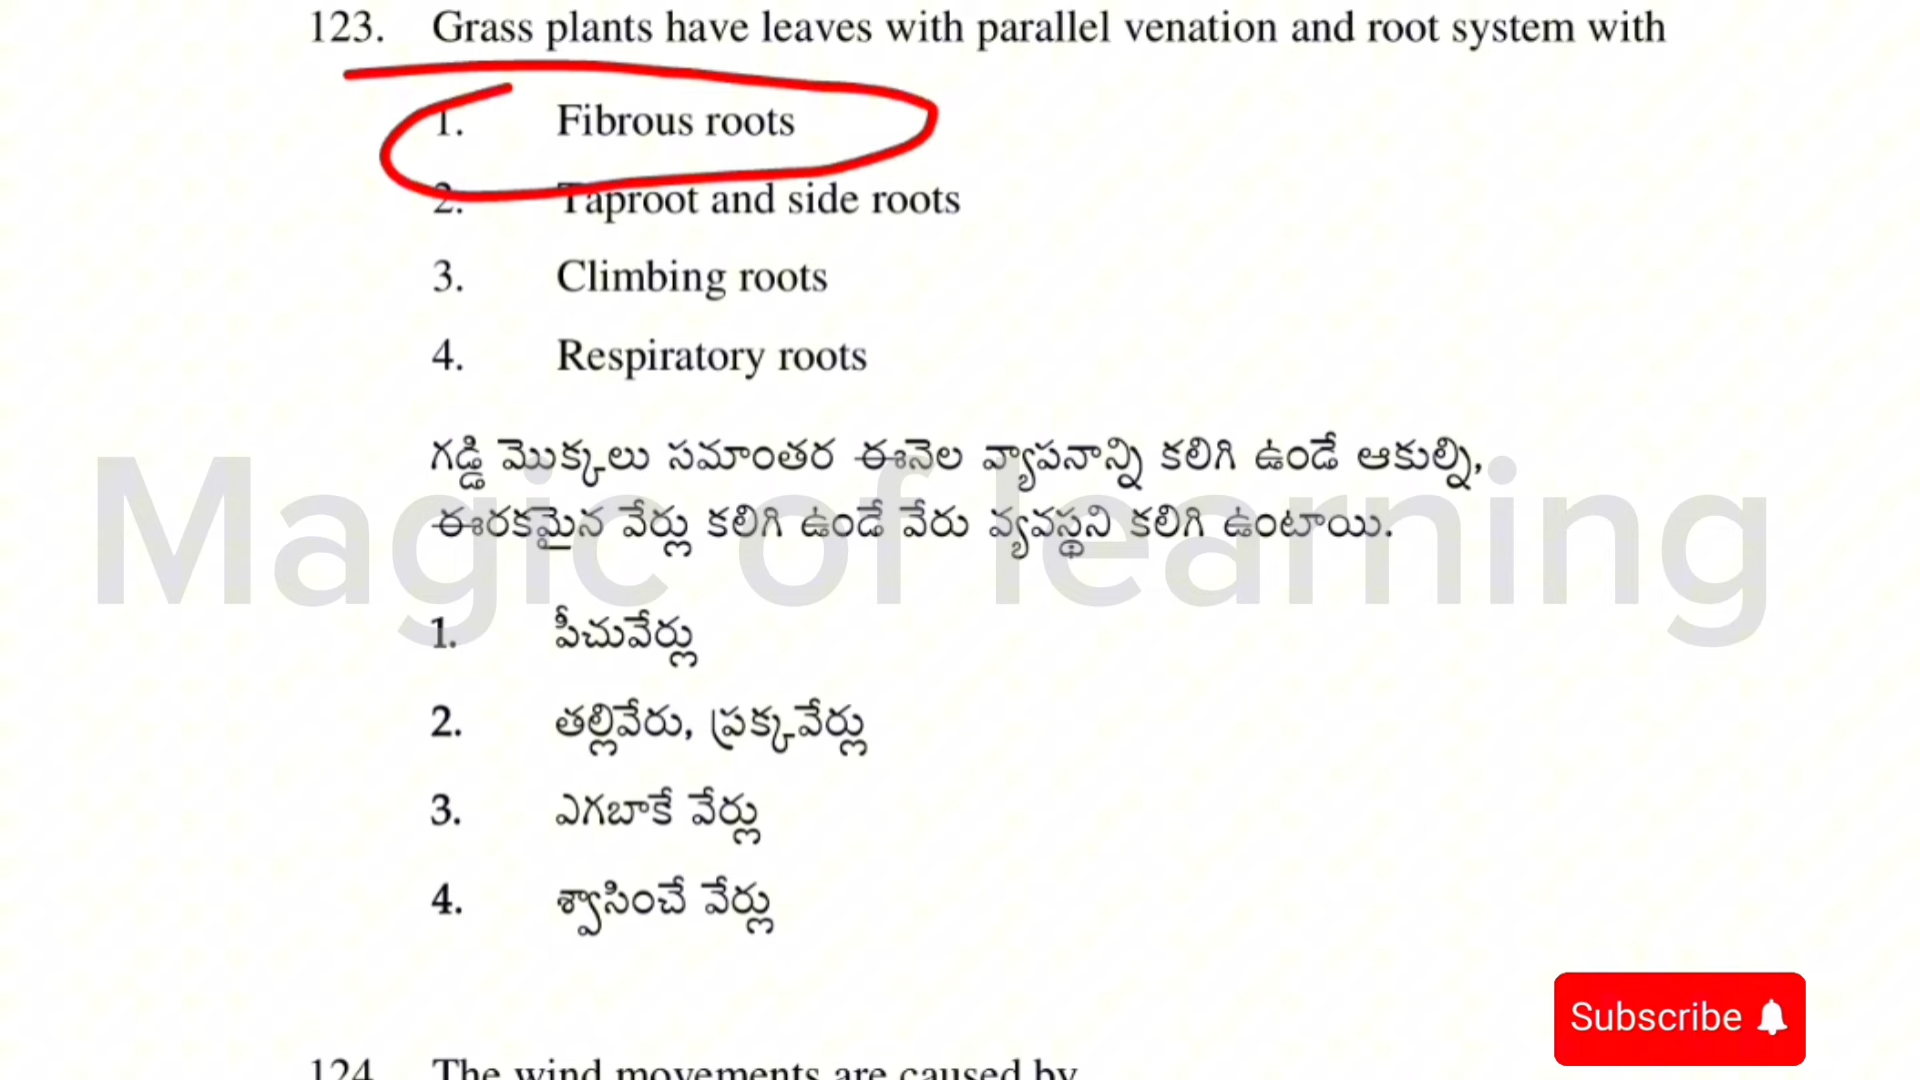 123. Grass plants have leaves with parallel venation and root system with
1. Fibrous roots
2. Taproot and side roots
3. Climbing roots
4. Respiratory roots
గడ్డి మొక్కలు సమాంతర ఈనెల వ్యాపనాన్ని కలిగి ఉండే ఆకుల్ని,
ఈరకమైన వేర్లు కలిగి ఉండే వేరు వ్యవస్థని కలిగి ఉంటాయి.
Magic of learning
1. పీచువేర్లు
2. తల్లివేరు, ప్రక్కవేర్లు
3. ఎగబాకే వేర్లు
4. శ్వాసించే వేర్లు
Subscribe
124. The wind movements are caused by